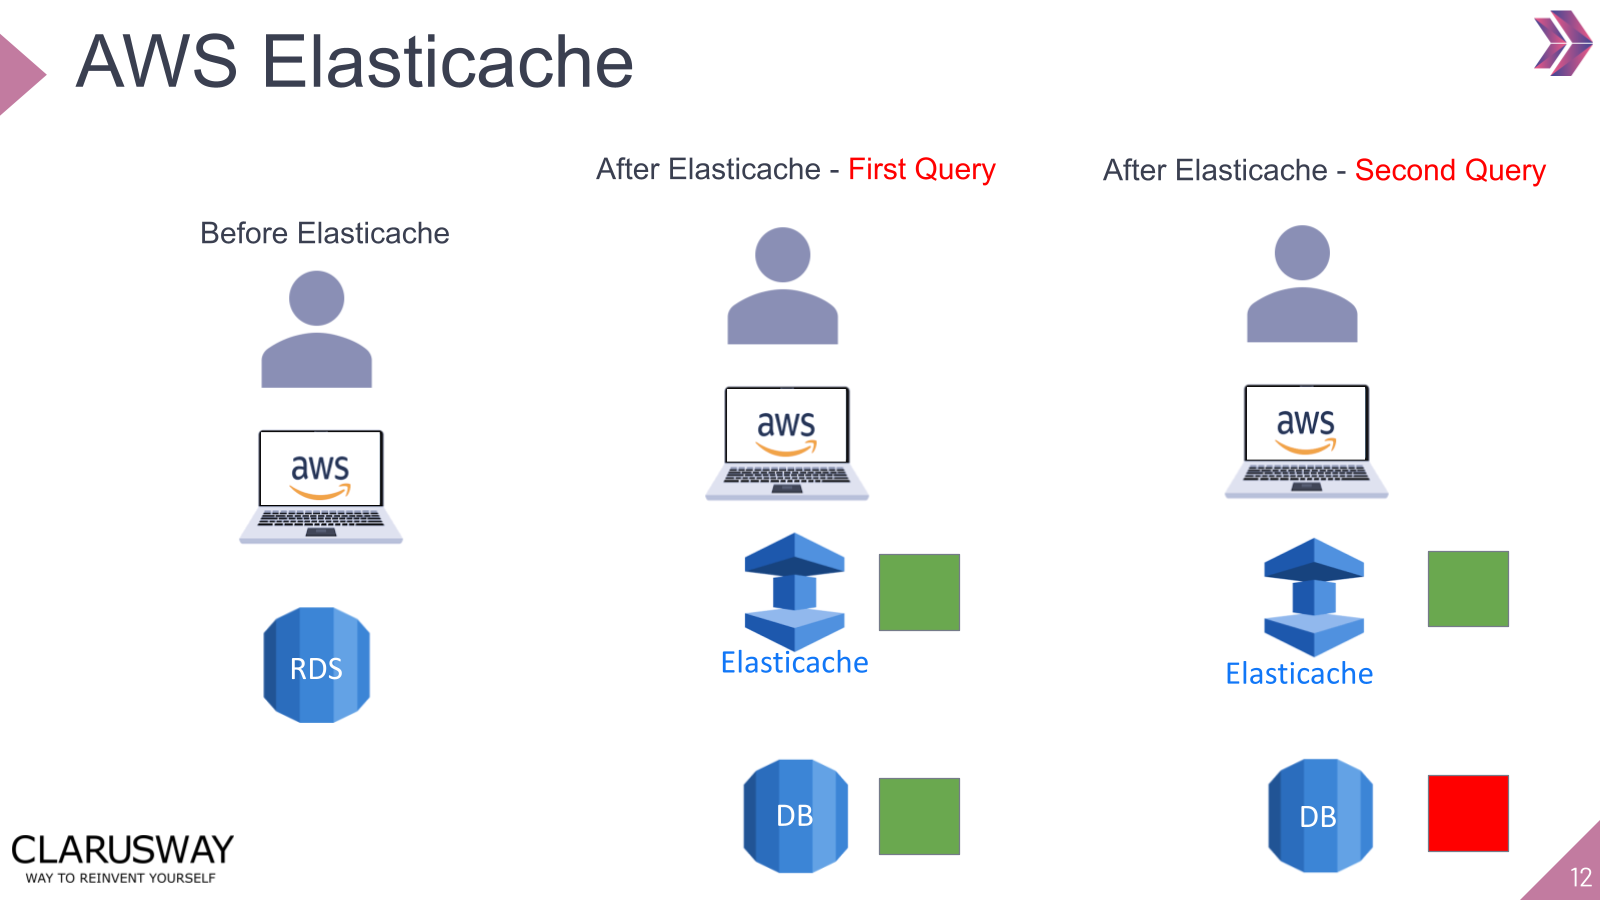 AWS Elasticache
Before Elasticache
aws
RDS
After Elasticache - First Query
aws
Elasticache
DB
After Elasticache - Second Query
aws
Elasticache
DB
CLARUSWAY
WAY TO REINVENT YOURSELF
12